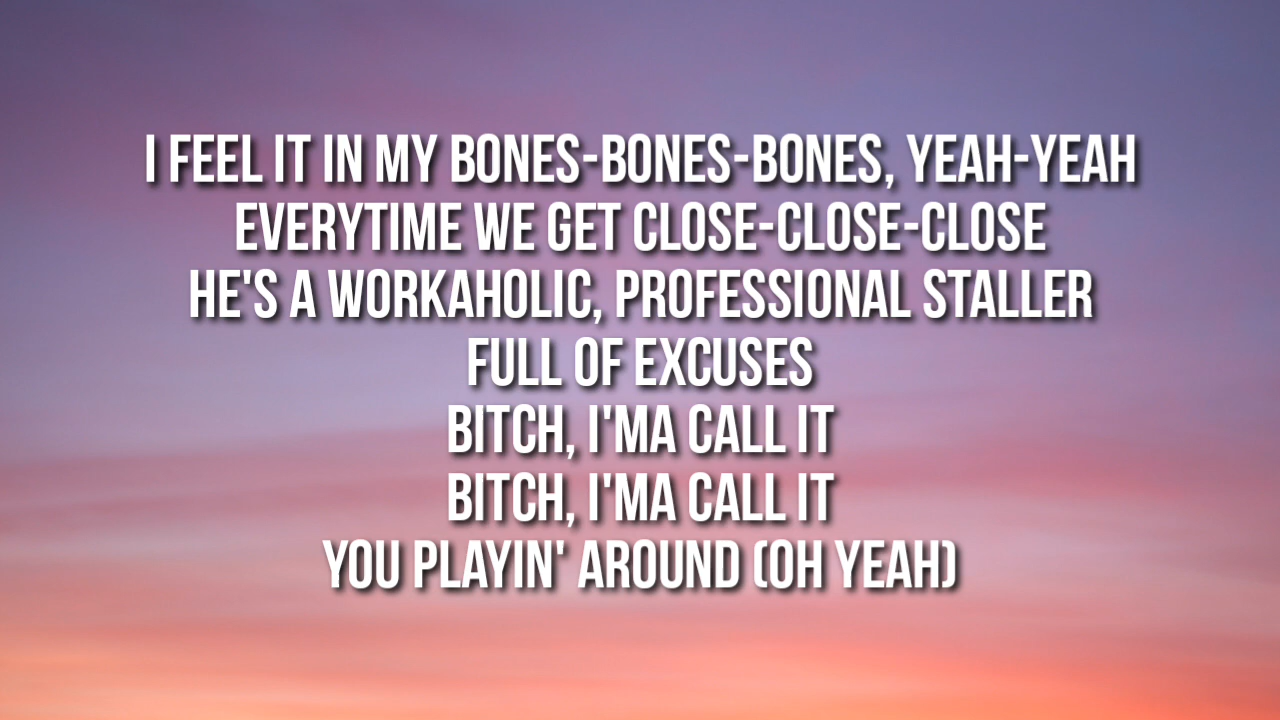 I FEEL IT IN MY BONES-BONES-BONES, YEAH-YEAH
EVERYTIME WE GET CLOSE-CLOSE-CLOSE
HE'S A WORKAHOLIC, PROFESSIONAL STALLER
FULL OF EXCUSES
BITCH, I'MA CALL IT
BITCH, I'MA CALL IT
YOU PLAYIN' AROUND (OH YEAH)